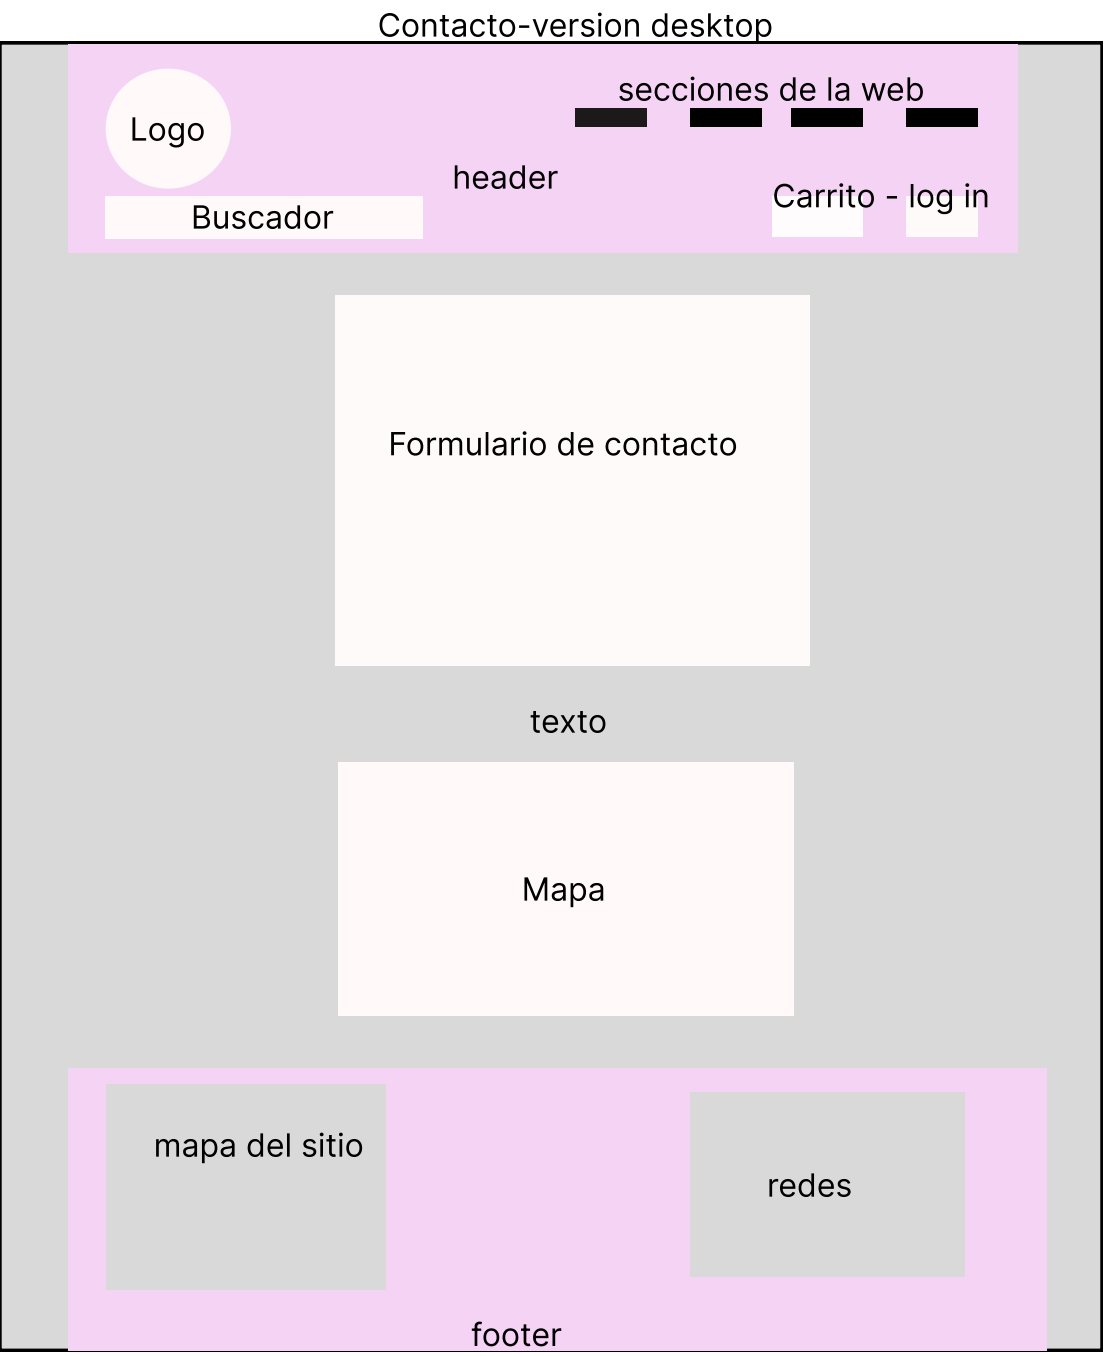 Contacto-version desktop
secciones de la web
Logo
header
Carrito - log in
Buscador
Formulario de contacto
texto
Mapa
mapa del sitio
redes
footer